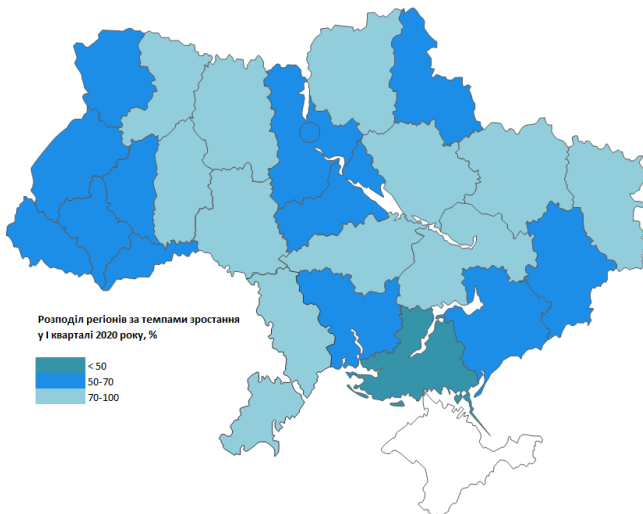 Розподіл регіонів за темпами зростання
у І кварталі 2020 року, %
< 50
50-70
70-100